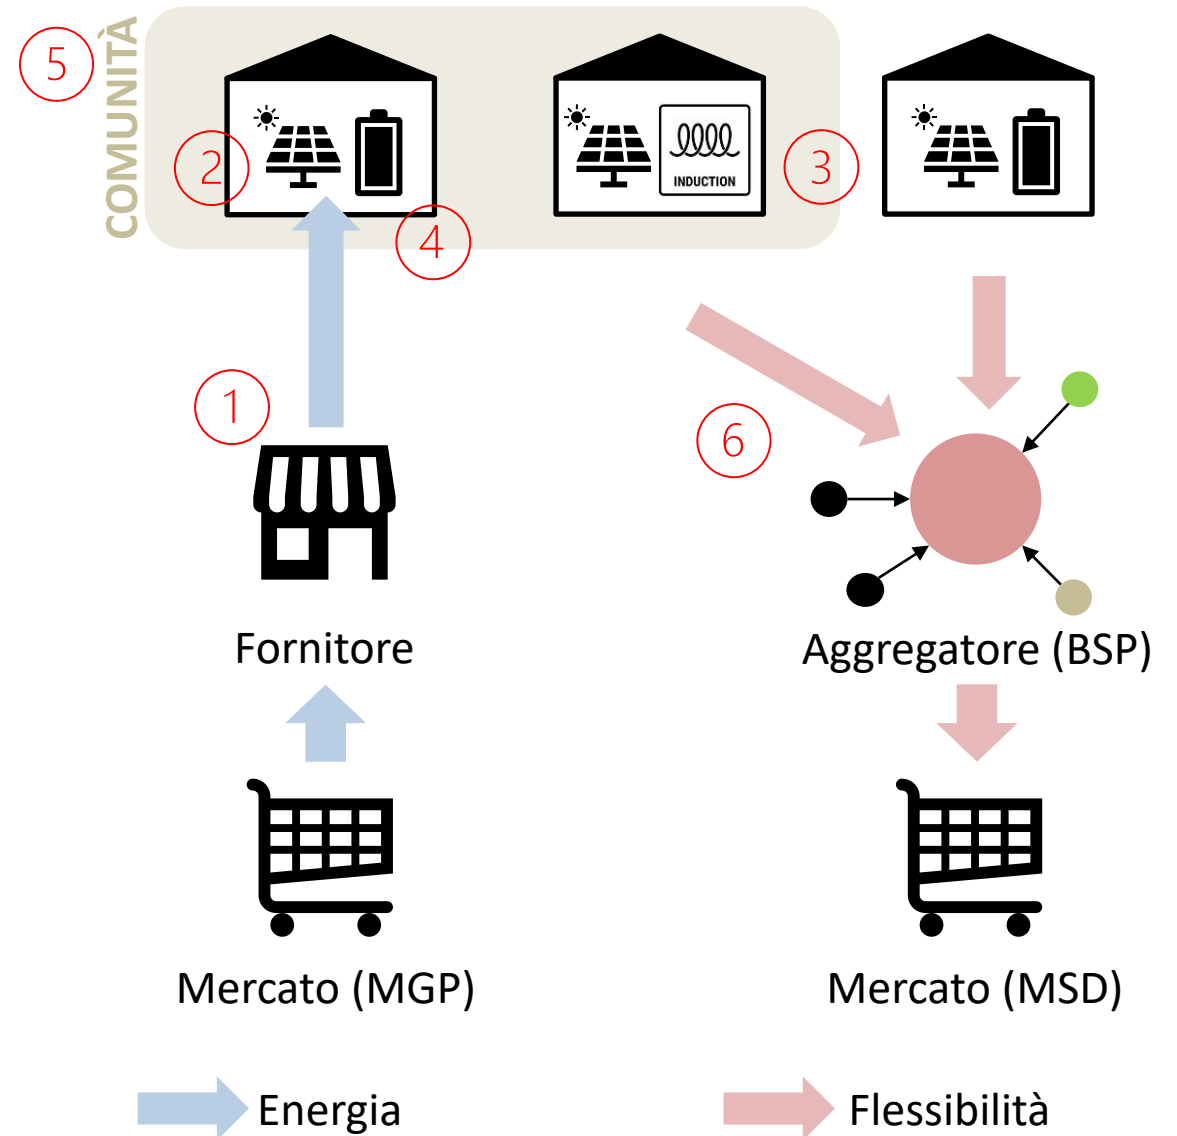 5
COMUNITÀ
2
INDUCTION
3
4
1
6
Fornitore
Aggregatore (BSP)
Mercato (MGP)
Mercato (MSD)
Energia
Flessibilità